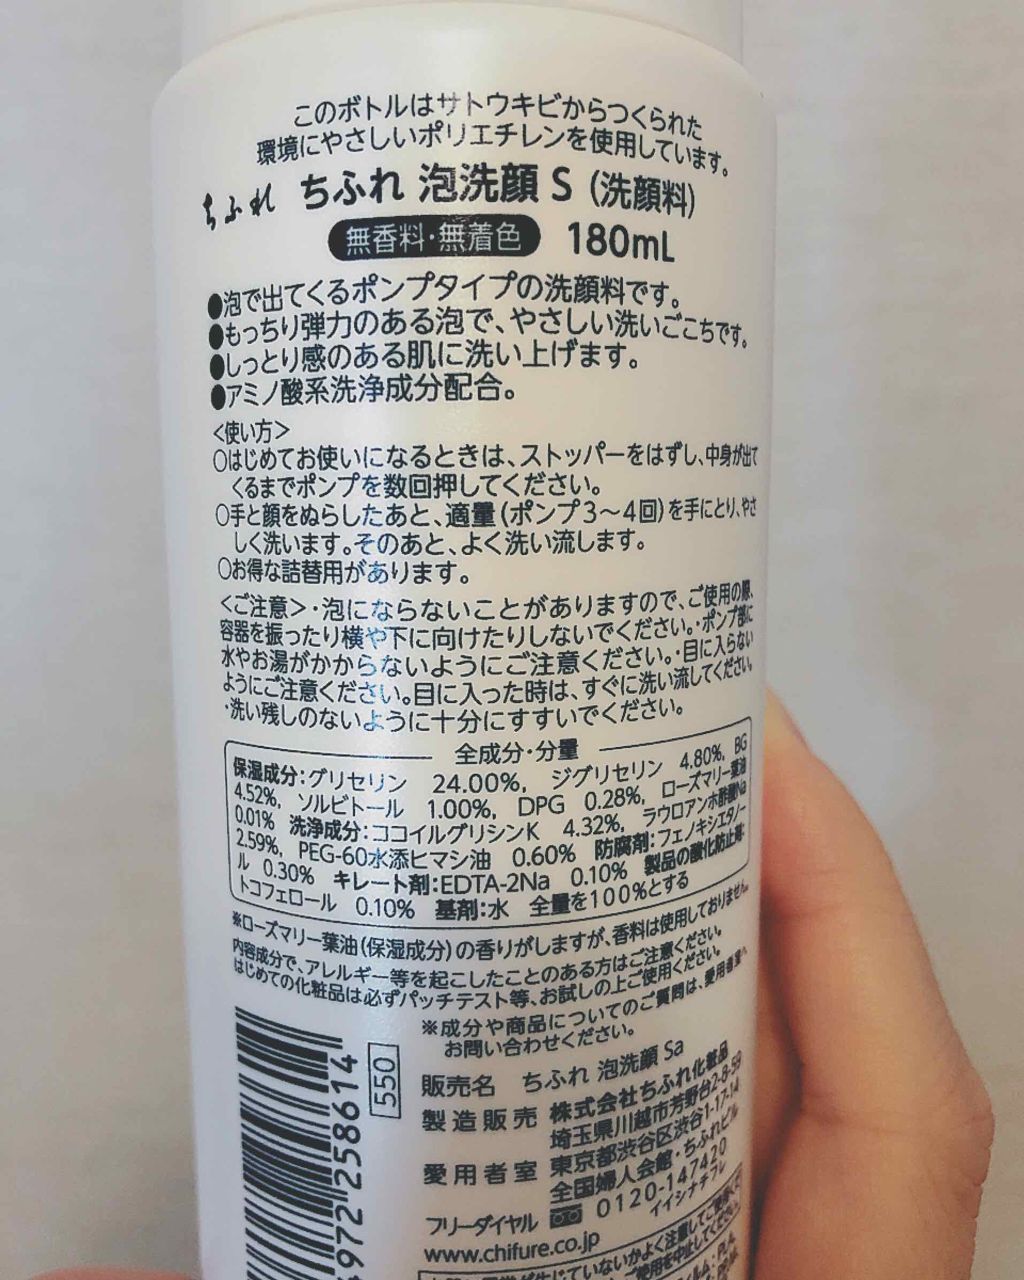 このボトルはサトウキビからつくられた
環境にやさしいポリエチレンを使用しています。
ちふれ ちふれ 泡洗顔 S (洗顔料)
無香料・無着色 180mL
●泡で出てくるポンプタイプの洗顔料です。
●もっちり弾力のある泡で、やさしい洗いごこちです。
●しっとり感のある肌に洗い上げます。
●アミノ酸系洗浄成分配合。
<使い方>
○はじめてお使いになるときは、ストッパーをはずし、中身が出て
くるまでポンプを数回押してください。
○手と顔をぬらしたあと、適量(ポンプ3〜4回)を手にとり、やさ
しく洗います。そのあと、よく洗い流します。
○お得な詰替用があります。
<ご注意>・泡にならないことがありますので、ご使用の際、
容器を振ったり横や下に向けたりしないでください。・ポンプ部に
水やお湯がかからないようにご注意ください。・目に入らない
ようにご注意ください。目に入った時は、すぐに洗い流してください。
・洗い残しのないように十分にすすいでください。
全成分・分量
保湿成分:グリセリン 24.00%, ジグリセリン 4.80%, BG
4.52%, ソルビトール 1.00%, DPG 0.28%, ローズマリー葉油
0.01% 洗浄成分:ココイルグリシンK 4.32%, ラウロアンホ酢酸Na
2.59%, PEG-60水添ヒマシ油 0.60% 防腐剤:フェノキシエタノー
ル 0.30% キレート剤:EDTA-2Na 0.10% 製品の酸化防止剤:
トコフェロール 0.10% 基剤:水 全量を100%とする
※ローズマリー葉油(保湿成分)の香りがしますが、香料は使用しておりません。
内容成分で、アレルギー等を起こしたことのある方はご注意ください。
はじめての化粧品は必ずパッチテスト等、お試しの上ご使用ください。
※成分や商品についてのご質問は、愛用者室へ
お問い合わせください。
550
販売名 ちふれ 泡洗顔 Sa
製造販売 株式会社ちふれ化粧品
埼玉県川越市芳野台2-8-59
愛用者室 東京都渋谷区渋谷1-17-14
全国婦人会館・ちふれビル
フリーダイヤル 0120-147420
イイシナチフレ
www.chifure.co.jp
972 258614
が生じていないかよく注意してご使用くだ
ご使用を中止してください